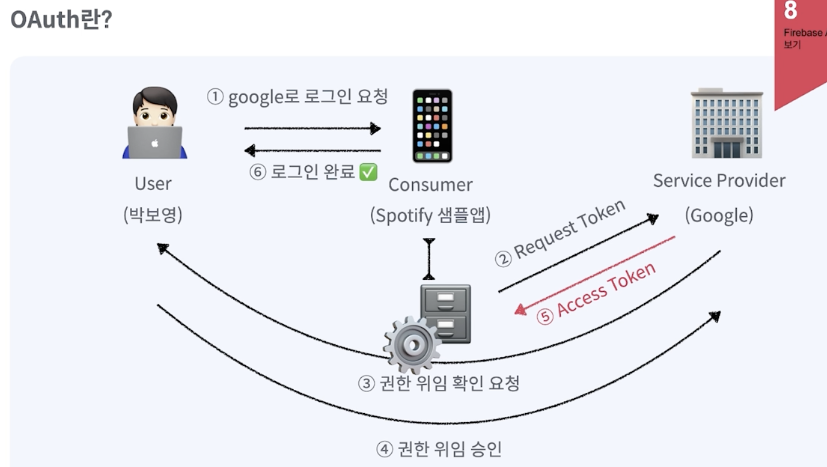 OAuth란?
8
Firebase
보기
① google로 로그인 요청
⑥ 로그인 완료 ✅
User
(박보영)
Consumer
(Spotify 샘플앱)
Service Provider
(Google)
② Request Token
⑤ Access Token
③ 권한 위임 확인 요청
④ 권한 위임 승인